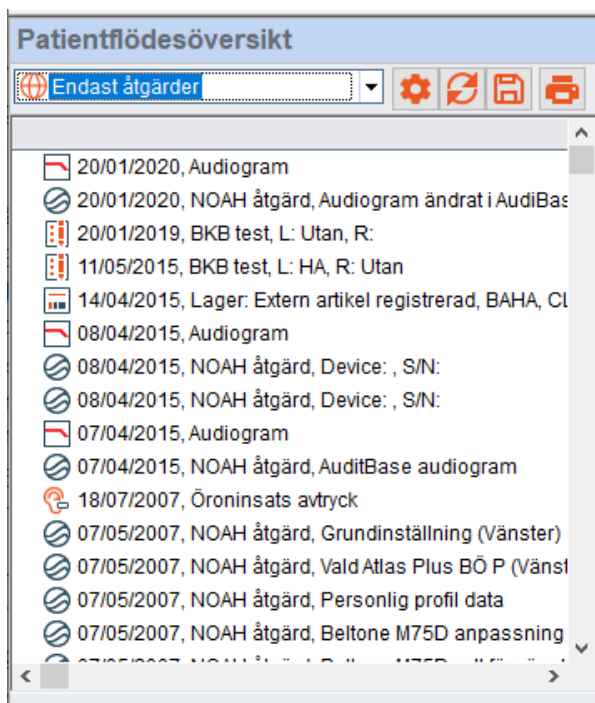 Patientflödesöversikt
Endast åtgärder
20/01/2020, Audiogram
20/01/2020, NOAH åtgärd, Audiogram ändrat i AudiBas
20/01/2019, BKB test, L: Utan, R:
11/05/2015, BKB test, L: HA, R: Utan
14/04/2015, Lager: Extern artikel registrerad, BAHA, CL
08/04/2015, Audiogram
08/04/2015, NOAH åtgärd, Device: , S/N:
08/04/2015, NOAH åtgärd, Device: , S/N:
07/04/2015, Audiogram
07/04/2015, NOAH åtgärd, AuditBase audiogram
18/07/2007, Öroninsats avtryck
07/05/2007, NOAH åtgärd, Grundinställning (Vänster)
07/05/2007, NOAH åtgärd, Vald Atlas Plus BÖ P (Vänst
07/05/2007, NOAH åtgärd, Personlig profil data
07/05/2007, NOAH åtgärd, Beltone M75D anpassning